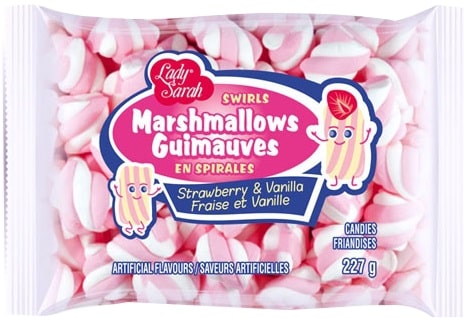 Lady
Sarah
SWIRLS
Marshmallows
Guimauves
EN SPIRALES
Strawberry & Vanilla
Fraise et Vanille
CANDIES
FRIANDISES
ARTIFICIAL FLAVOURS / SAVEURS ARTIFICIELLES
227 g